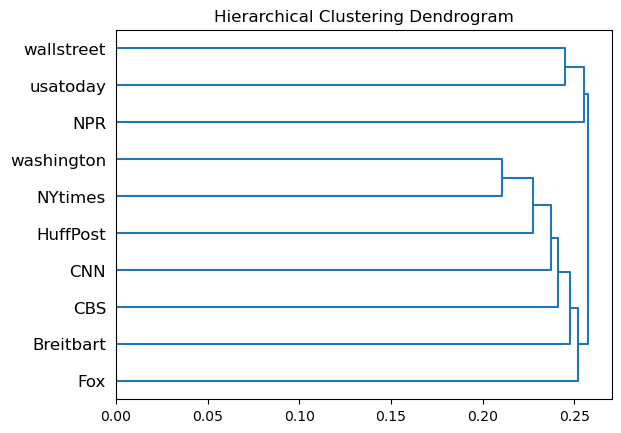 Hierarchical Clustering Dendrogram
wallstreet
usatoday
NPR
washington
NYtimes
HuffPost
CNN
CBS
Breitbart
Fox
0.00 0.05 0.10 0.15 0.20 0.25